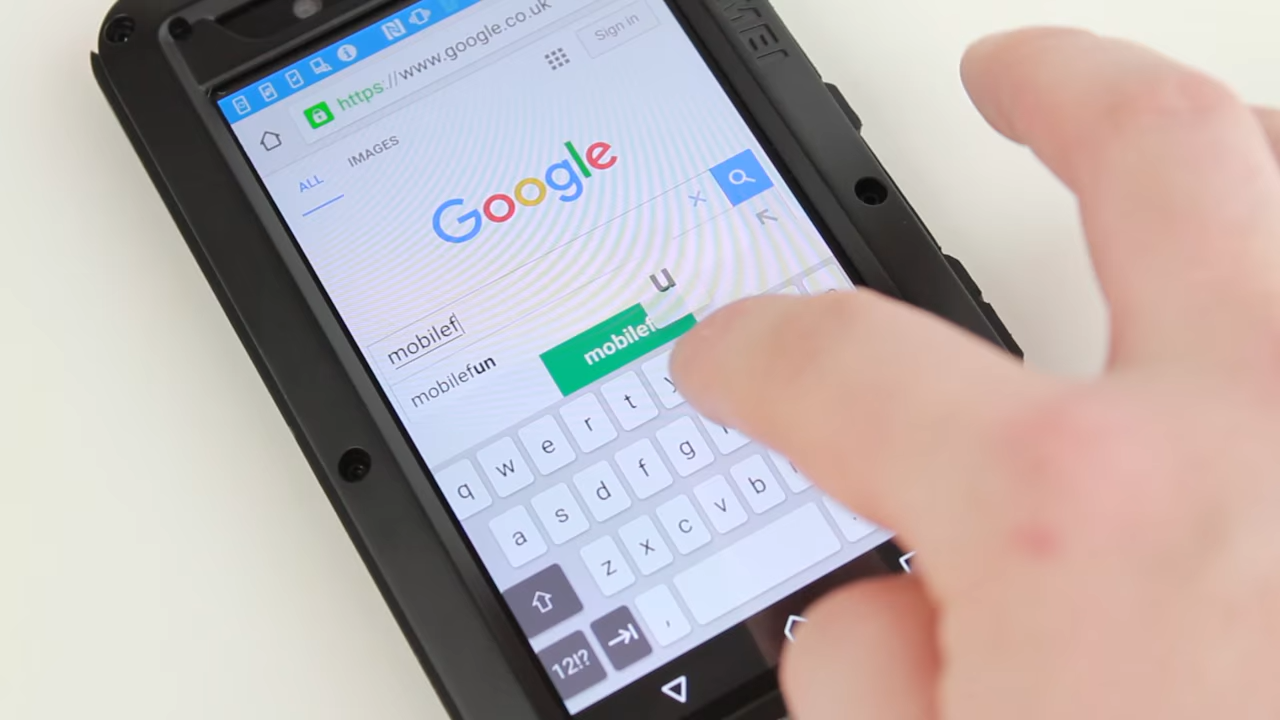 https://www.google.co.uk
Sign in
ALL
IMAGES
Google
mobilef
mobilefun
mobilef
u
q w e r t y
a s d f g
z x c v b
12!? ,